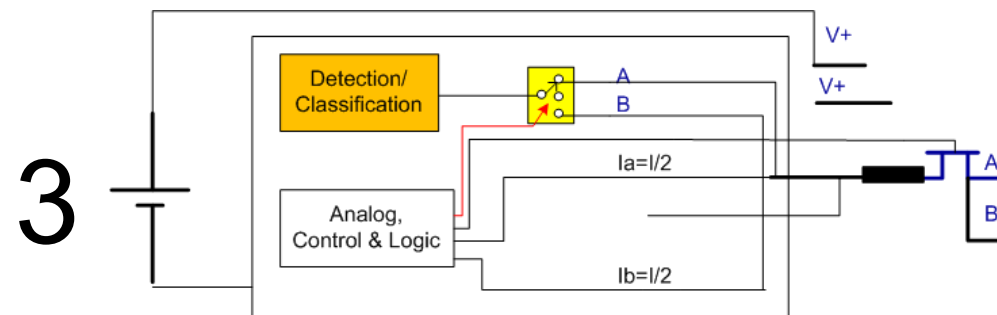 V+
V+
Detection/
Classification
A
B
3
Ia=I/2
A
Analog,
Control & Logic
B
Ib=I/2